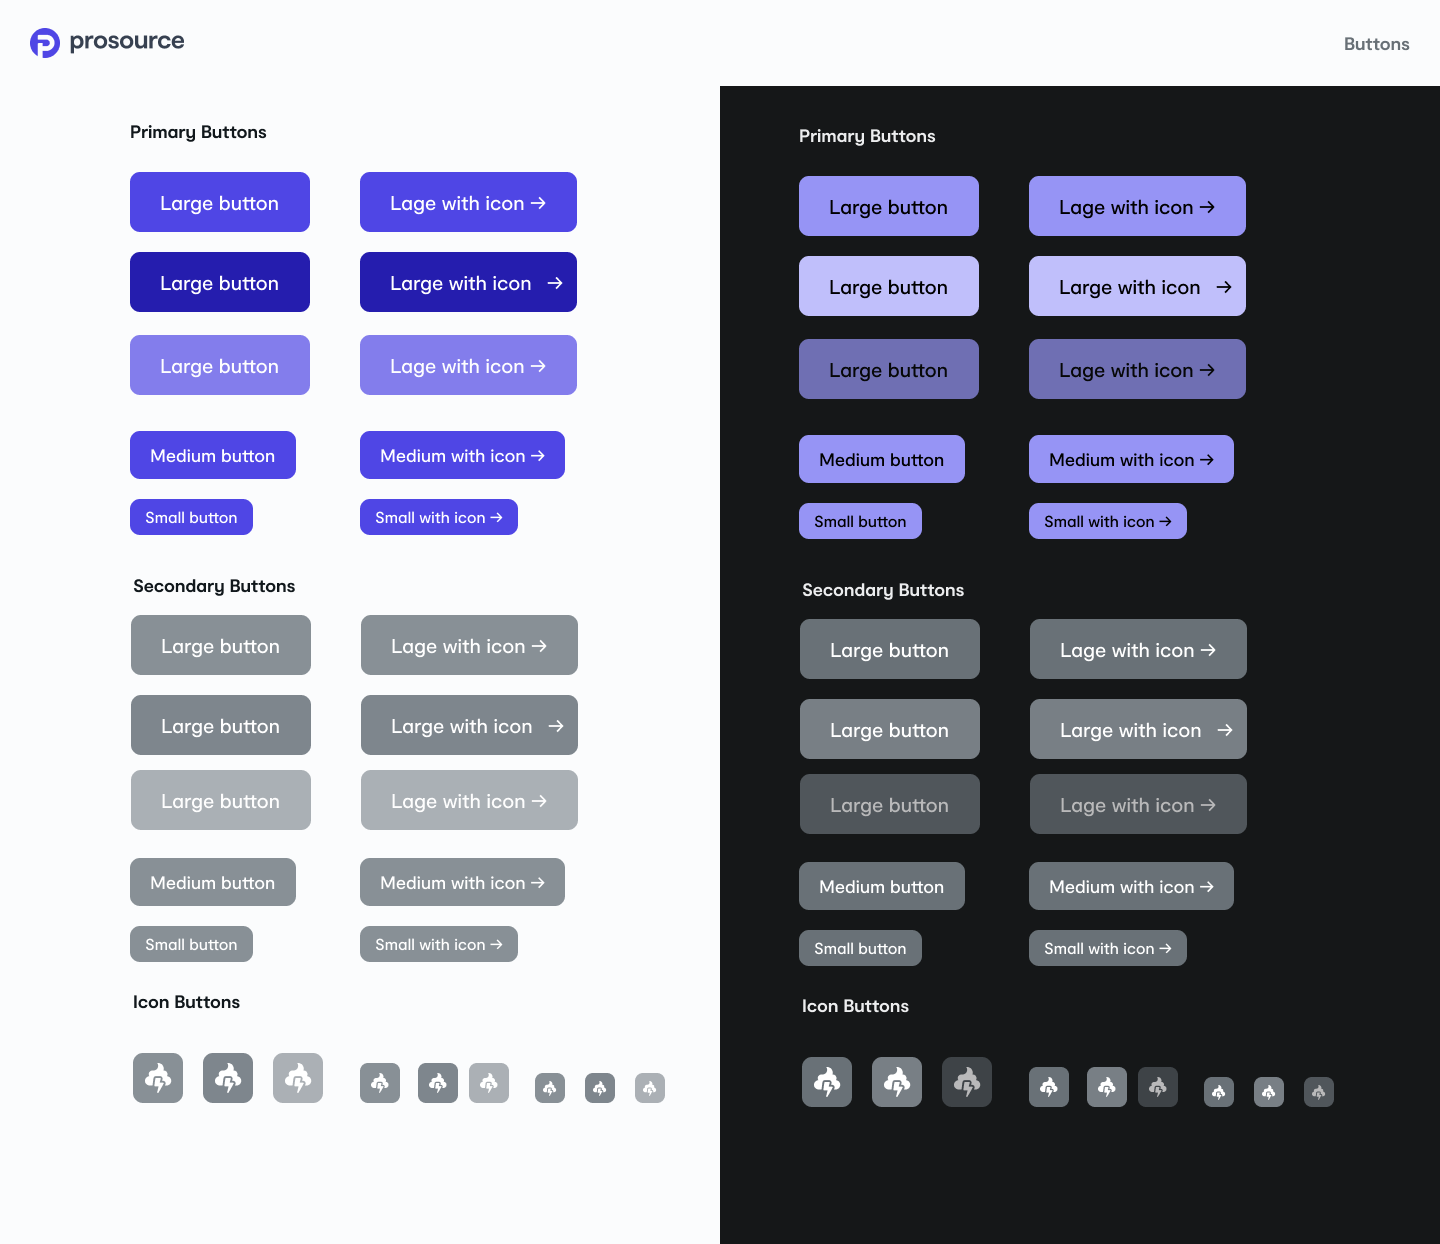 prosource
Buttons
Primary Buttons
Large button
Lage with icon →
Large button
Large with icon →
Large button
Lage with icon →
Medium button
Medium with icon →
Small button
Small with icon →
Secondary Buttons
Large button
Lage with icon →
Large button
Large with icon →
Large button
Lage with icon →
Medium button
Medium with icon →
Small button
Small with icon →
Icon Buttons
Primary Buttons
Large button
Lage with icon →
Large button
Large with icon →
Large button
Lage with icon →
Medium button
Medium with icon →
Small button
Small with icon →
Secondary Buttons
Large button
Lage with icon →
Large button
Large with icon →
Large button
Lage with icon →
Medium button
Medium with icon →
Small button
Small with icon →
Icon Buttons